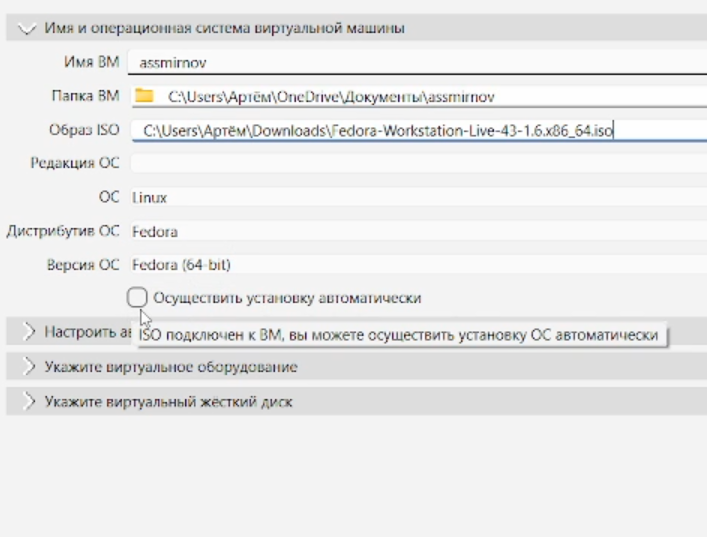 Имя и операционная система виртуальной машины
Имя ВМ assmirnov
Папка ВМ C:\Users\Артём\OneDrive\Документы\assmirnov
Образ ISO C:\Users\Артём\Downloads\Fedora-Workstation-Live-43-1.6.x86_64.iso
Редакция ОС
ОС Linux
Дистрибутив ОС Fedora
Версия ОС Fedora (64-bit)
Осуществить установку автоматически
Настроить ав
ISO подключен к ВМ, вы можете осуществить установку ОС автоматически
Укажите виртуальное оборудование
Укажите виртуальный жёсткий диск